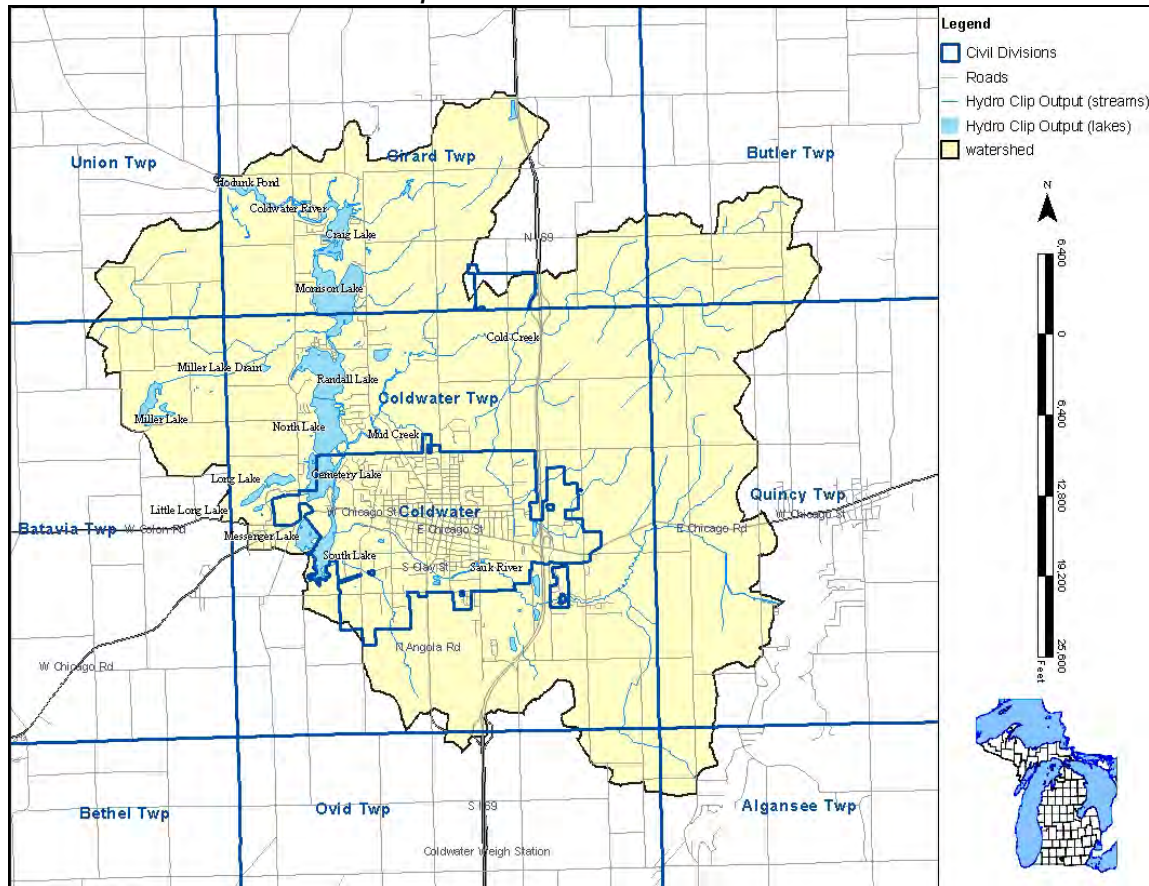 Legend
Civil Divisions
Roads
Hydro Clip Output (streams)
Hydro Clip Output (lakes)
watershed
Union Twp
Girard Twp
Butler Twp
Hodunk Pond
Coldwater River
Craig Lake
N I 69
Morrison Lake
Cold Creek
Miller Lake Drain
Randall Lake
Coldwater Twp
Miller Lake
North Lake
Mud Creek
Long Lake
Cemetery Lake
Quincy Twp
Little Long Lake
W Chicago St
Coldwater
W Chicago St
Batavia Twp
W Colon Rd
E Chicago St
E Chicago Rd
Messenger Lake
South Lake
S Clay St
Sauk River
N Angola Rd
W Chicago Rd
Bethel Twp
Ovid Twp
S I 69
Algansee Twp
Coldwater Weigh Station
N
6,400
0
6,400
12,800
19,200
25,600
Feet